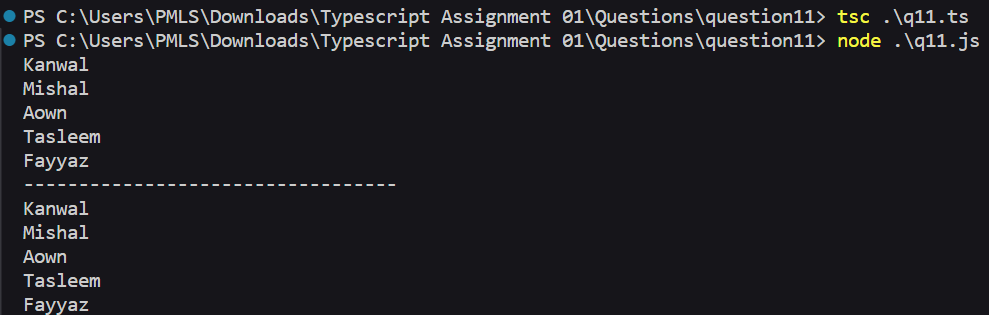 PS C:\Users\PMLS\Downloads\Typescript Assignment 01\Questions\question11> tsc .\q11.ts
PS C:\Users\PMLS\Downloads\Typescript Assignment 01\Questions\question11> node .\q11.js
Kanwal
Mishal
Aown
Tasleem
Fayyaz
----------------------------------
Kanwal
Mishal
Aown
Tasleem
Fayyaz